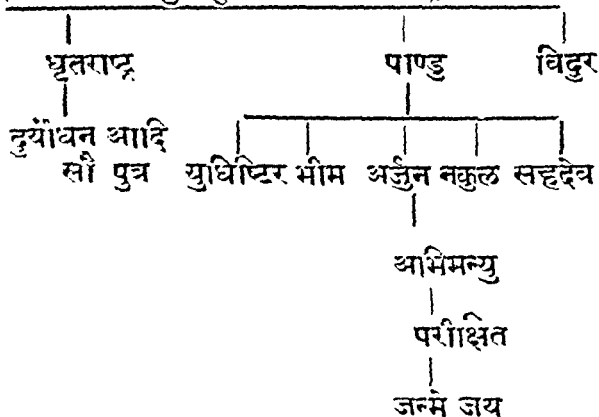 धृतराष्ट्र पाण्डु विदुर
दुर्योधन आदि
सौ पुत्र युधिष्टिर भीम अर्जुन नकुल सहदेव
अभिमन्यु
परीक्षित
जन्मे जय